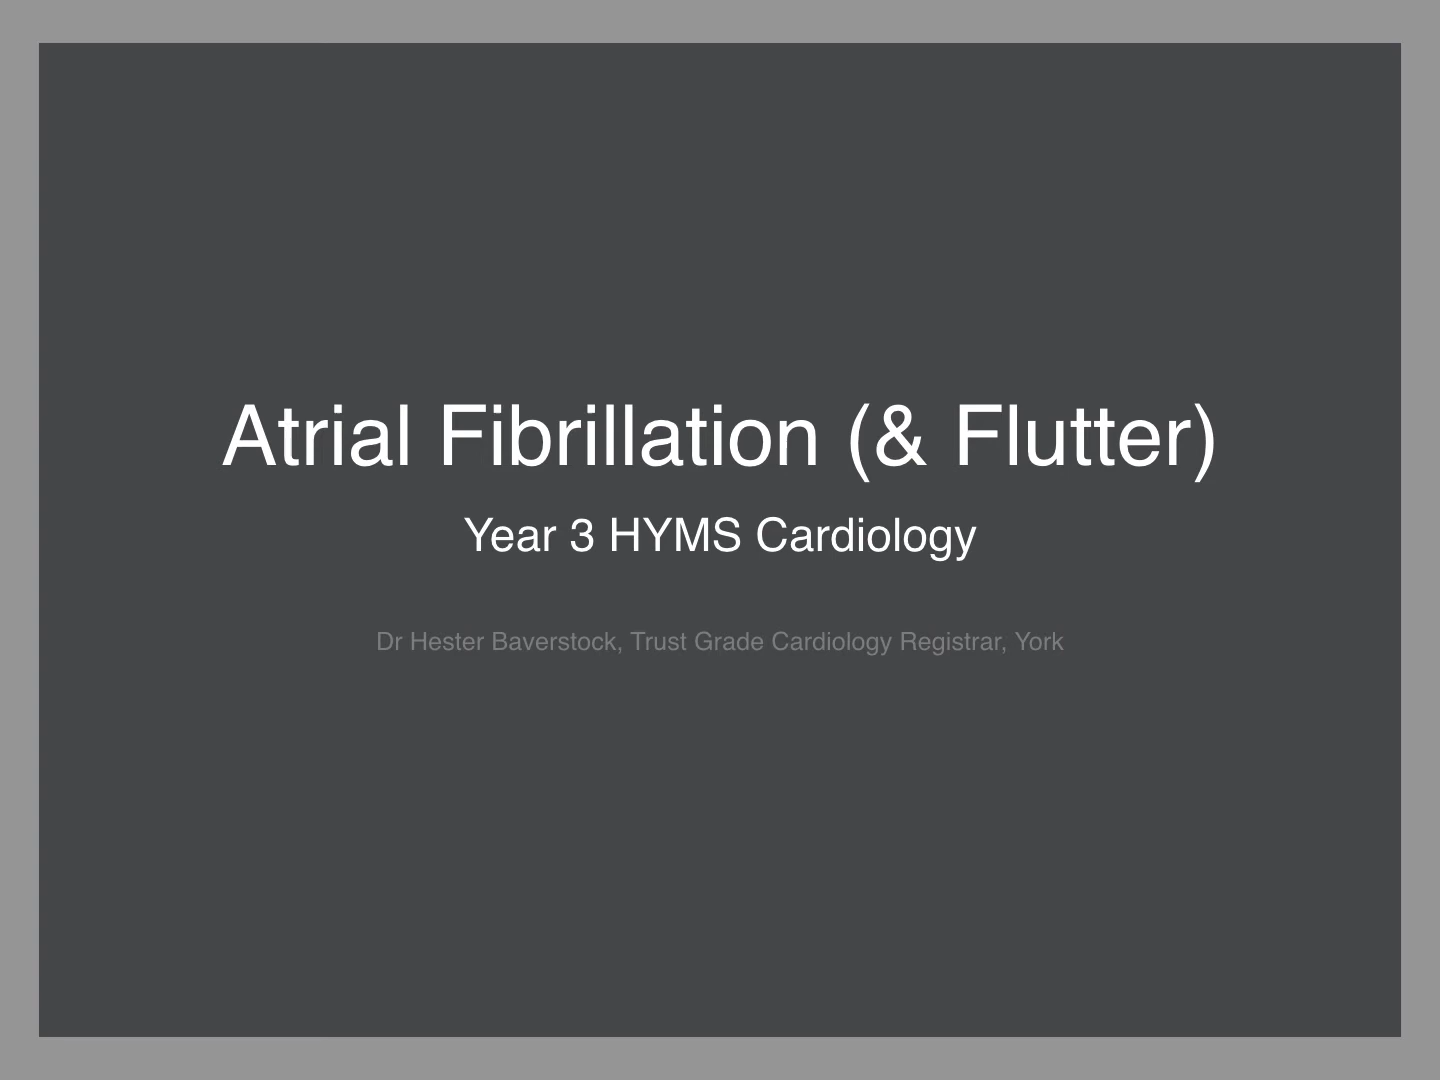 Atrial Fibrillation (& Flutter)
Year 3 HYMS Cardiology
Dr Hester Baverstock, Trust Grade Cardiology Registrar, York